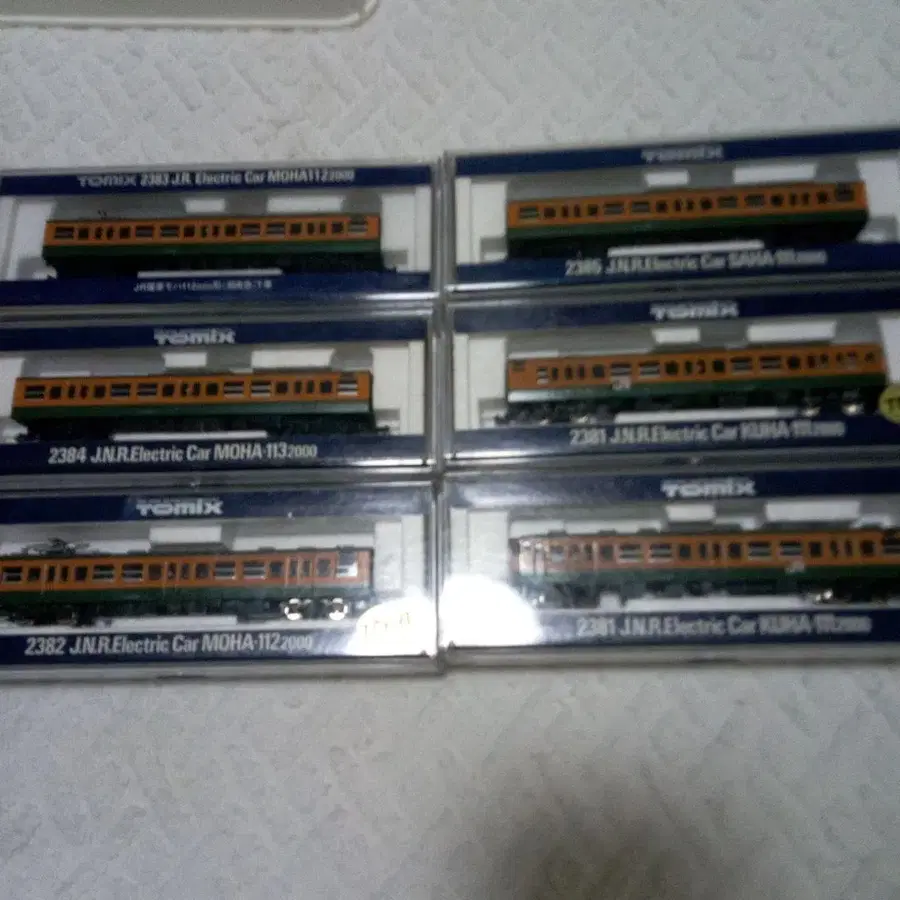 TOMIX 2383 J.R. Electric Car MOHA112 2000
TOMIX
2385 J.N.R.Electric Car SAHA-111 2000
TOMIX
2384 J.N.R.Electric Car MOHA-113 2000
TOMIX
2381 J.N.R.Electric Car KUHA-111 2000
TOMIX
2382 J.N.R.Electric Car MOHA-112 2000
TOMIX
2381 J.N.R.Electric Car KUHA-111 2000